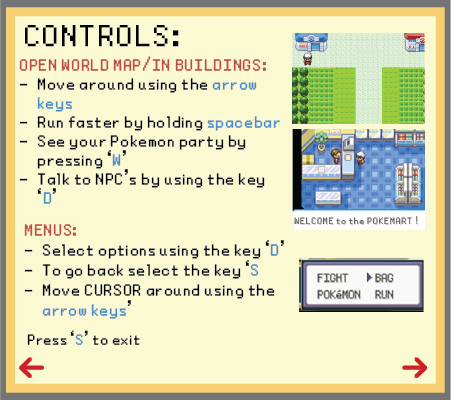 CONTROLS:
OPEN WORLD MAP/IN BUILDINGS:
- Move around using the arrow
keys
- Run faster by holding spacebar
- See your Pokemon party by
pressing 'W'
- Talk to NPC's by using the key
'D'
WELCOME to the POKEMART!
MENUS:
- Select options using the key 'D'
- To go back select the key 'S
- Move CURSOR around using the
arrow keys'
FIGHT BAG
POKéMON RUN
Press 'S' to exit